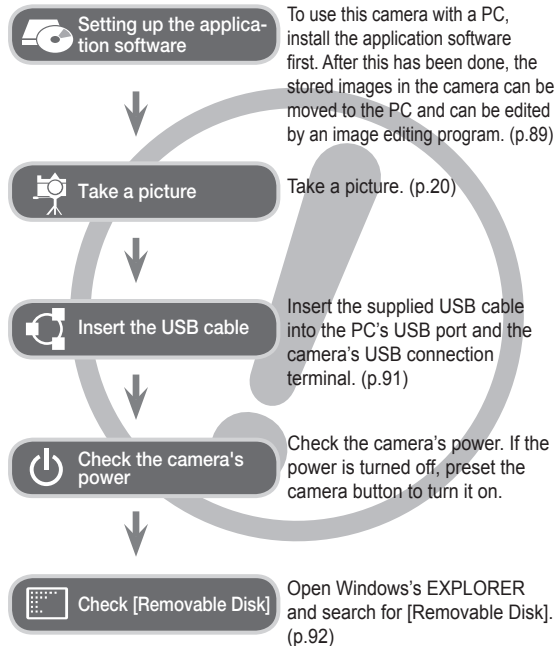 Setting up the applica-
tion software
To use this camera with a PC,
install the application software
first. After this has been done, the
stored images in the camera can be
moved to the PC and can be edited
by an image editing program. (p.89)
Take a picture
Take a picture. (p.20)
Insert the USB cable
Insert the supplied USB cable
into the PC’s USB port and the
camera’s USB connection
terminal. (p.91)
Check the camera's
power
Check the camera’s power. If the
power is turned off, preset the
camera button to turn it on.
Check [Removable Disk]
Open Windows’s EXPLORER
and search for [Removable Disk].
(p.92)